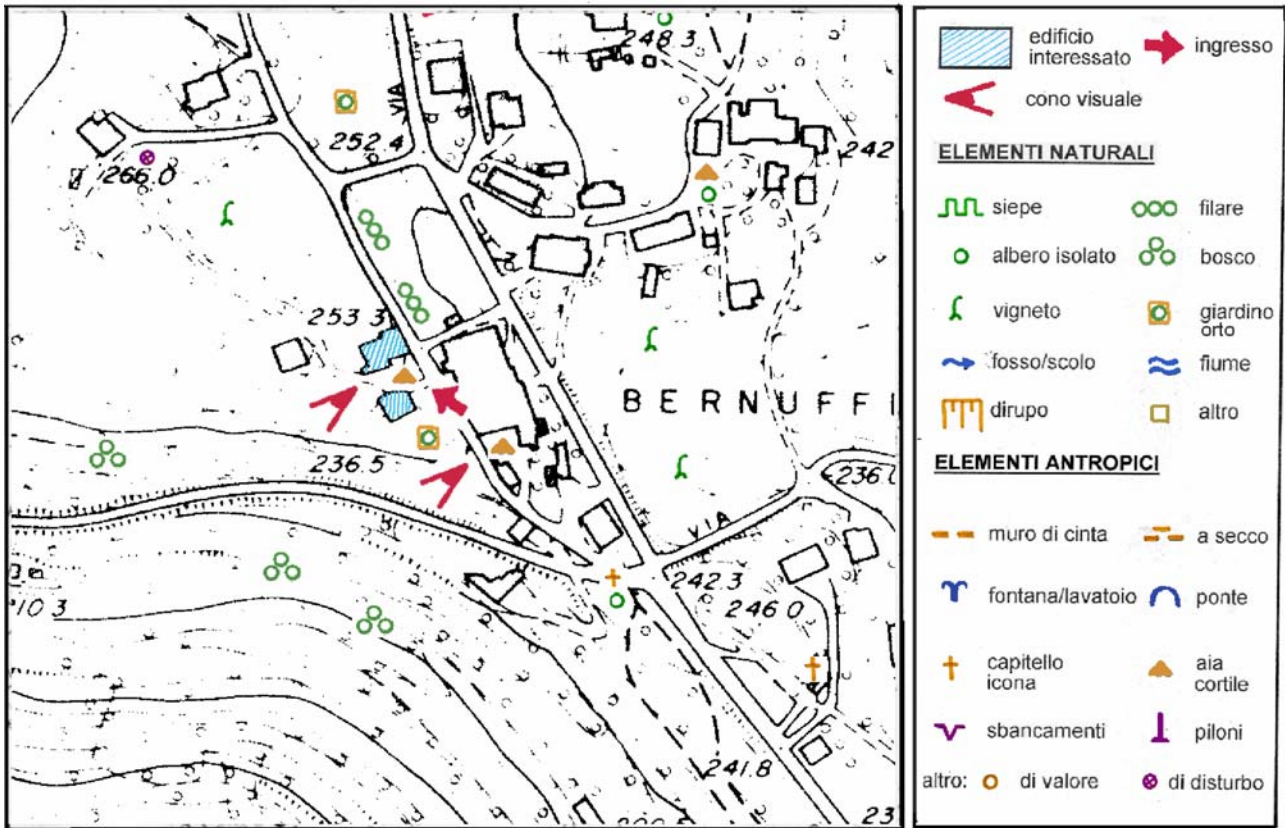 248.3
VIA
252.4
242
266.0
253.3
BERNUFFI
236.5
236.0
VIA
10.3
242.3
246.0
241.8
23
edificio
interessato
ingresso
cono visuale
ELEMENTI NATURALI
siepe
filare
albero isolato
bosco
vigneto
giardino
orto
fosso/scolo
fiume
dirupo
altro
ELEMENTI ANTROPICI
muro di cinta
a secco
fontana/lavatoio
ponte
capitello
icona
aia
cortile
sbancamenti
piloni
altro:
di valore
di disturbo